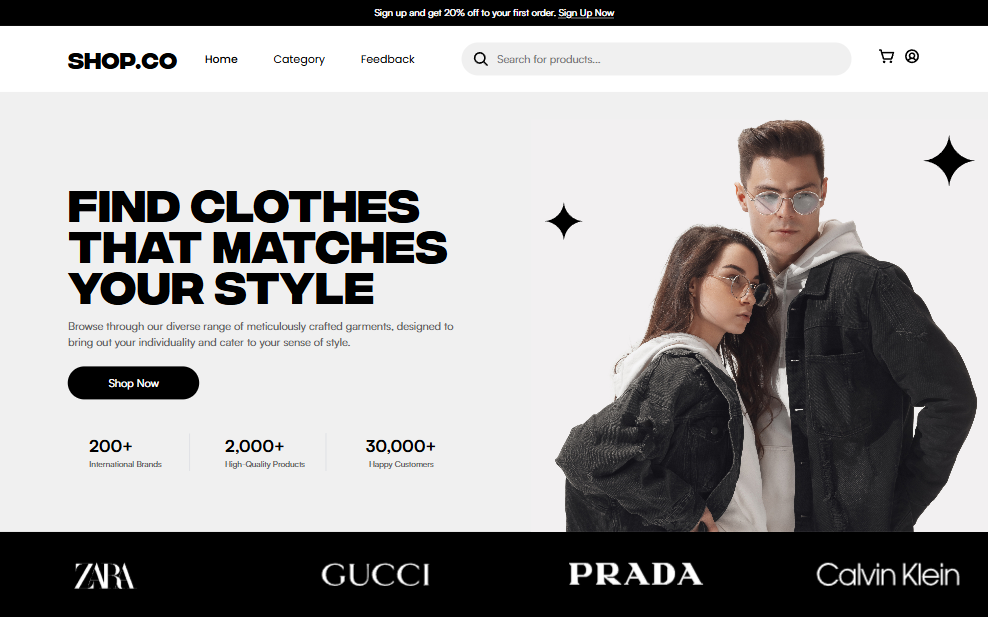 Sign up and get 20% off to your first order. Sign Up Now
SHOP.CO
Home
Category
Feedback
Search for products...
FIND CLOTHES
THAT MATCHES
YOUR STYLE
Browse through our diverse range of meticulously crafted garments, designed to
bring out your individuality and cater to your sense of style.
Shop Now
200+
International Brands
2,000+
High-Quality Products
30,000+
Happy Customers
ZARA
GUCCI
PRADA
Calvin Klein